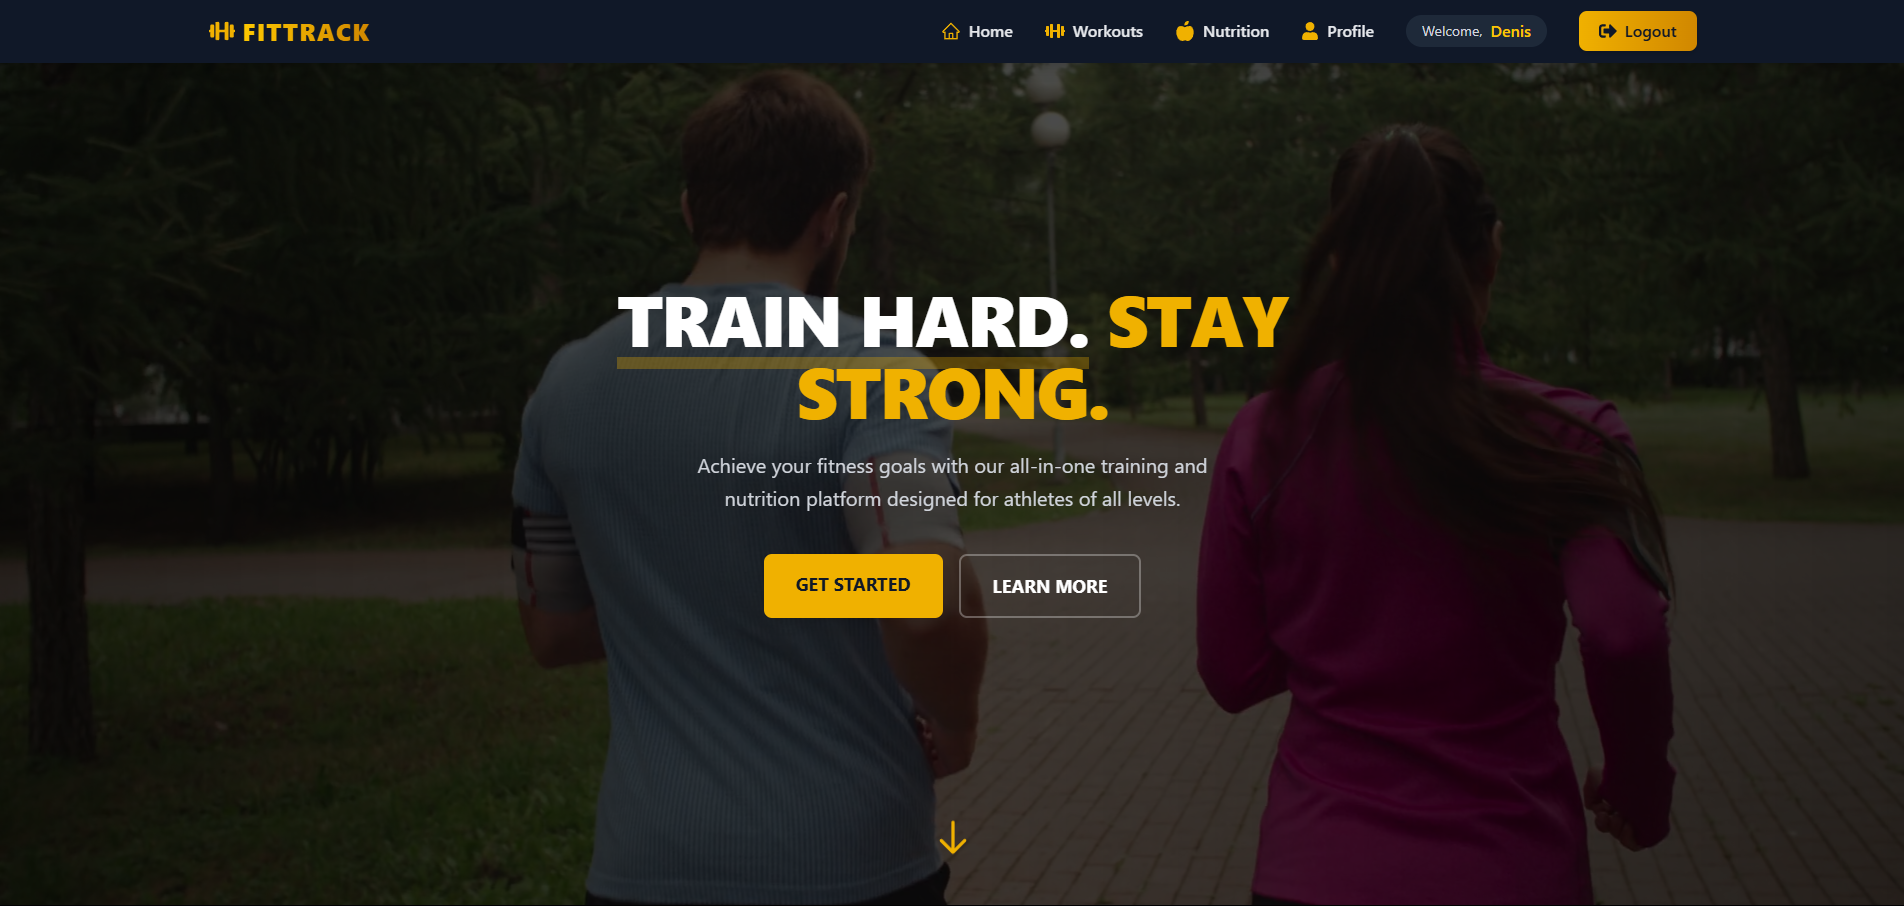 FITTRACK
Home
Workouts
Nutrition
Profile
Welcome, Denis
Logout
TRAIN HARD. STAY
STRONG.
Achieve your fitness goals with our all-in-one training and
nutrition platform designed for athletes of all levels.
GET STARTED
LEARN MORE